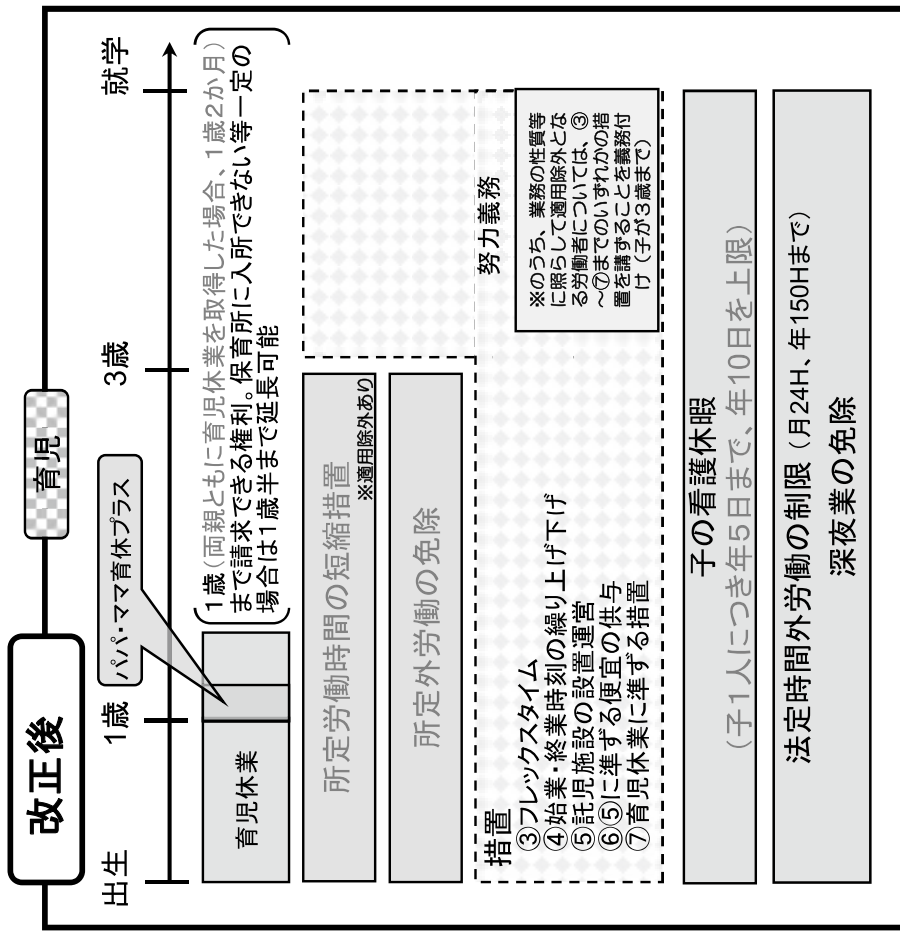 改正後
育児
出生
1歳
3歳
就学
パパ・ママ育休プラス
育児休業
1歳（両親ともに育児休業を取得した場合、1歳2か月）
まで請求できる権利。保育所に入所できない等一定の
場合は1歳半まで延長可能
所定労働時間の短縮措置
※適用除外あり
所定外労働の免除
措置
③フレックスタイム
④始業・終業時刻の繰り上げ下げ
⑤託児施設の設置運営
⑥⑤に準ずる便宜の供与
⑦育児休業に準ずる措置
努力義務
※のうち、業務の性質等
に照らして適用除外とな
る労働者については、③
～⑦までのいずれかの措
置を講ずることを義務付
け（子が３歳まで）
子の看護休暇
（子１人につき年５日まで、年10日を上限）
法定時間外労働の制限（月24H、年150Hまで）
深夜業の免除